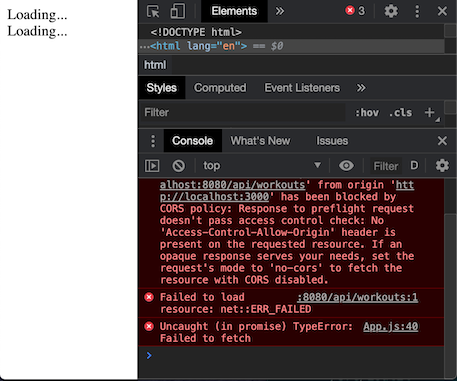 Loading...
Loading...
Elements
3
<!DOCTYPE html>
…<html lang="en"> == $0
html
Styles Computed Event Listeners
Filter :hov .cls
Console What's New Issues
top Filter D
alhost:8080/api/workouts' from origin 'htt
p://localhost:3000' has been blocked by
CORS policy: Response to preflight request
doesn't pass access control check: No
'Access-Control-Allow-Origin' header is
present on the requested resource. If an
opaque response serves your needs, set the
request's mode to 'no-cors' to fetch the
resource with CORS disabled.
Failed to load :8080/api/workouts:1
resource: net::ERR_FAILED
Uncaught (in promise) TypeError: App.js:40
Failed to fetch